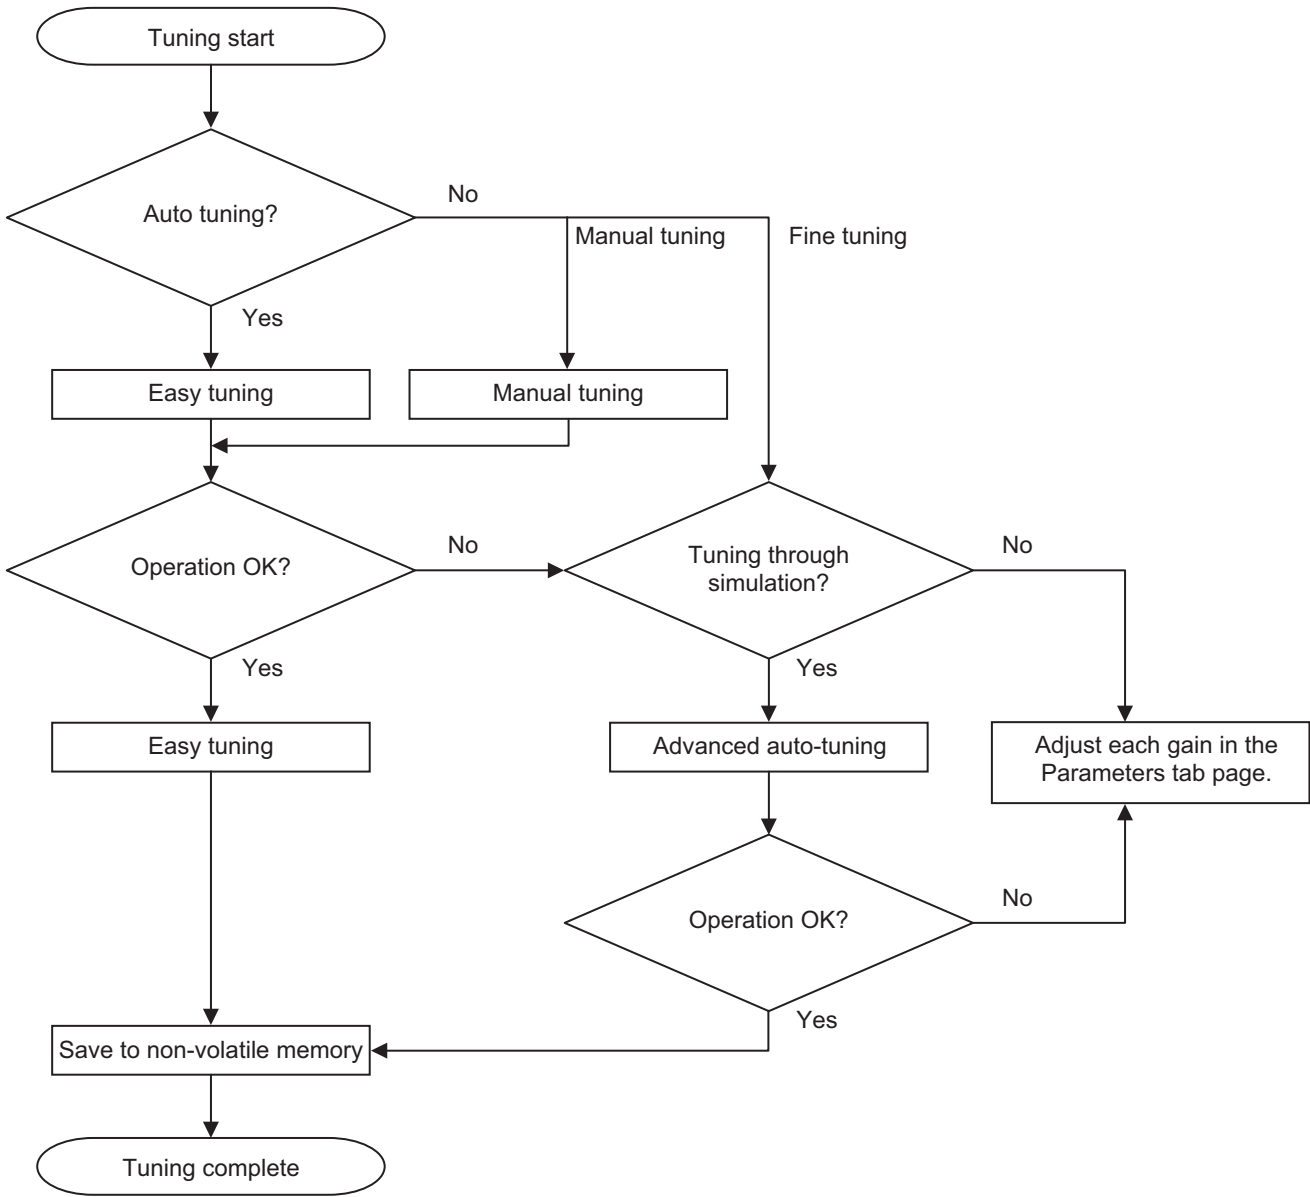 Tuning start
Auto tuning?
No
Manual tuning
Fine tuning
Yes
Easy tuning
Manual tuning
Operation OK?
No
Tuning through
simulation?
No
Yes
Yes
Easy tuning
Advanced auto-tuning
Adjust each gain in the
Parameters tab page.
Operation OK?
No
Yes
Save to non-volatile memory
Tuning complete